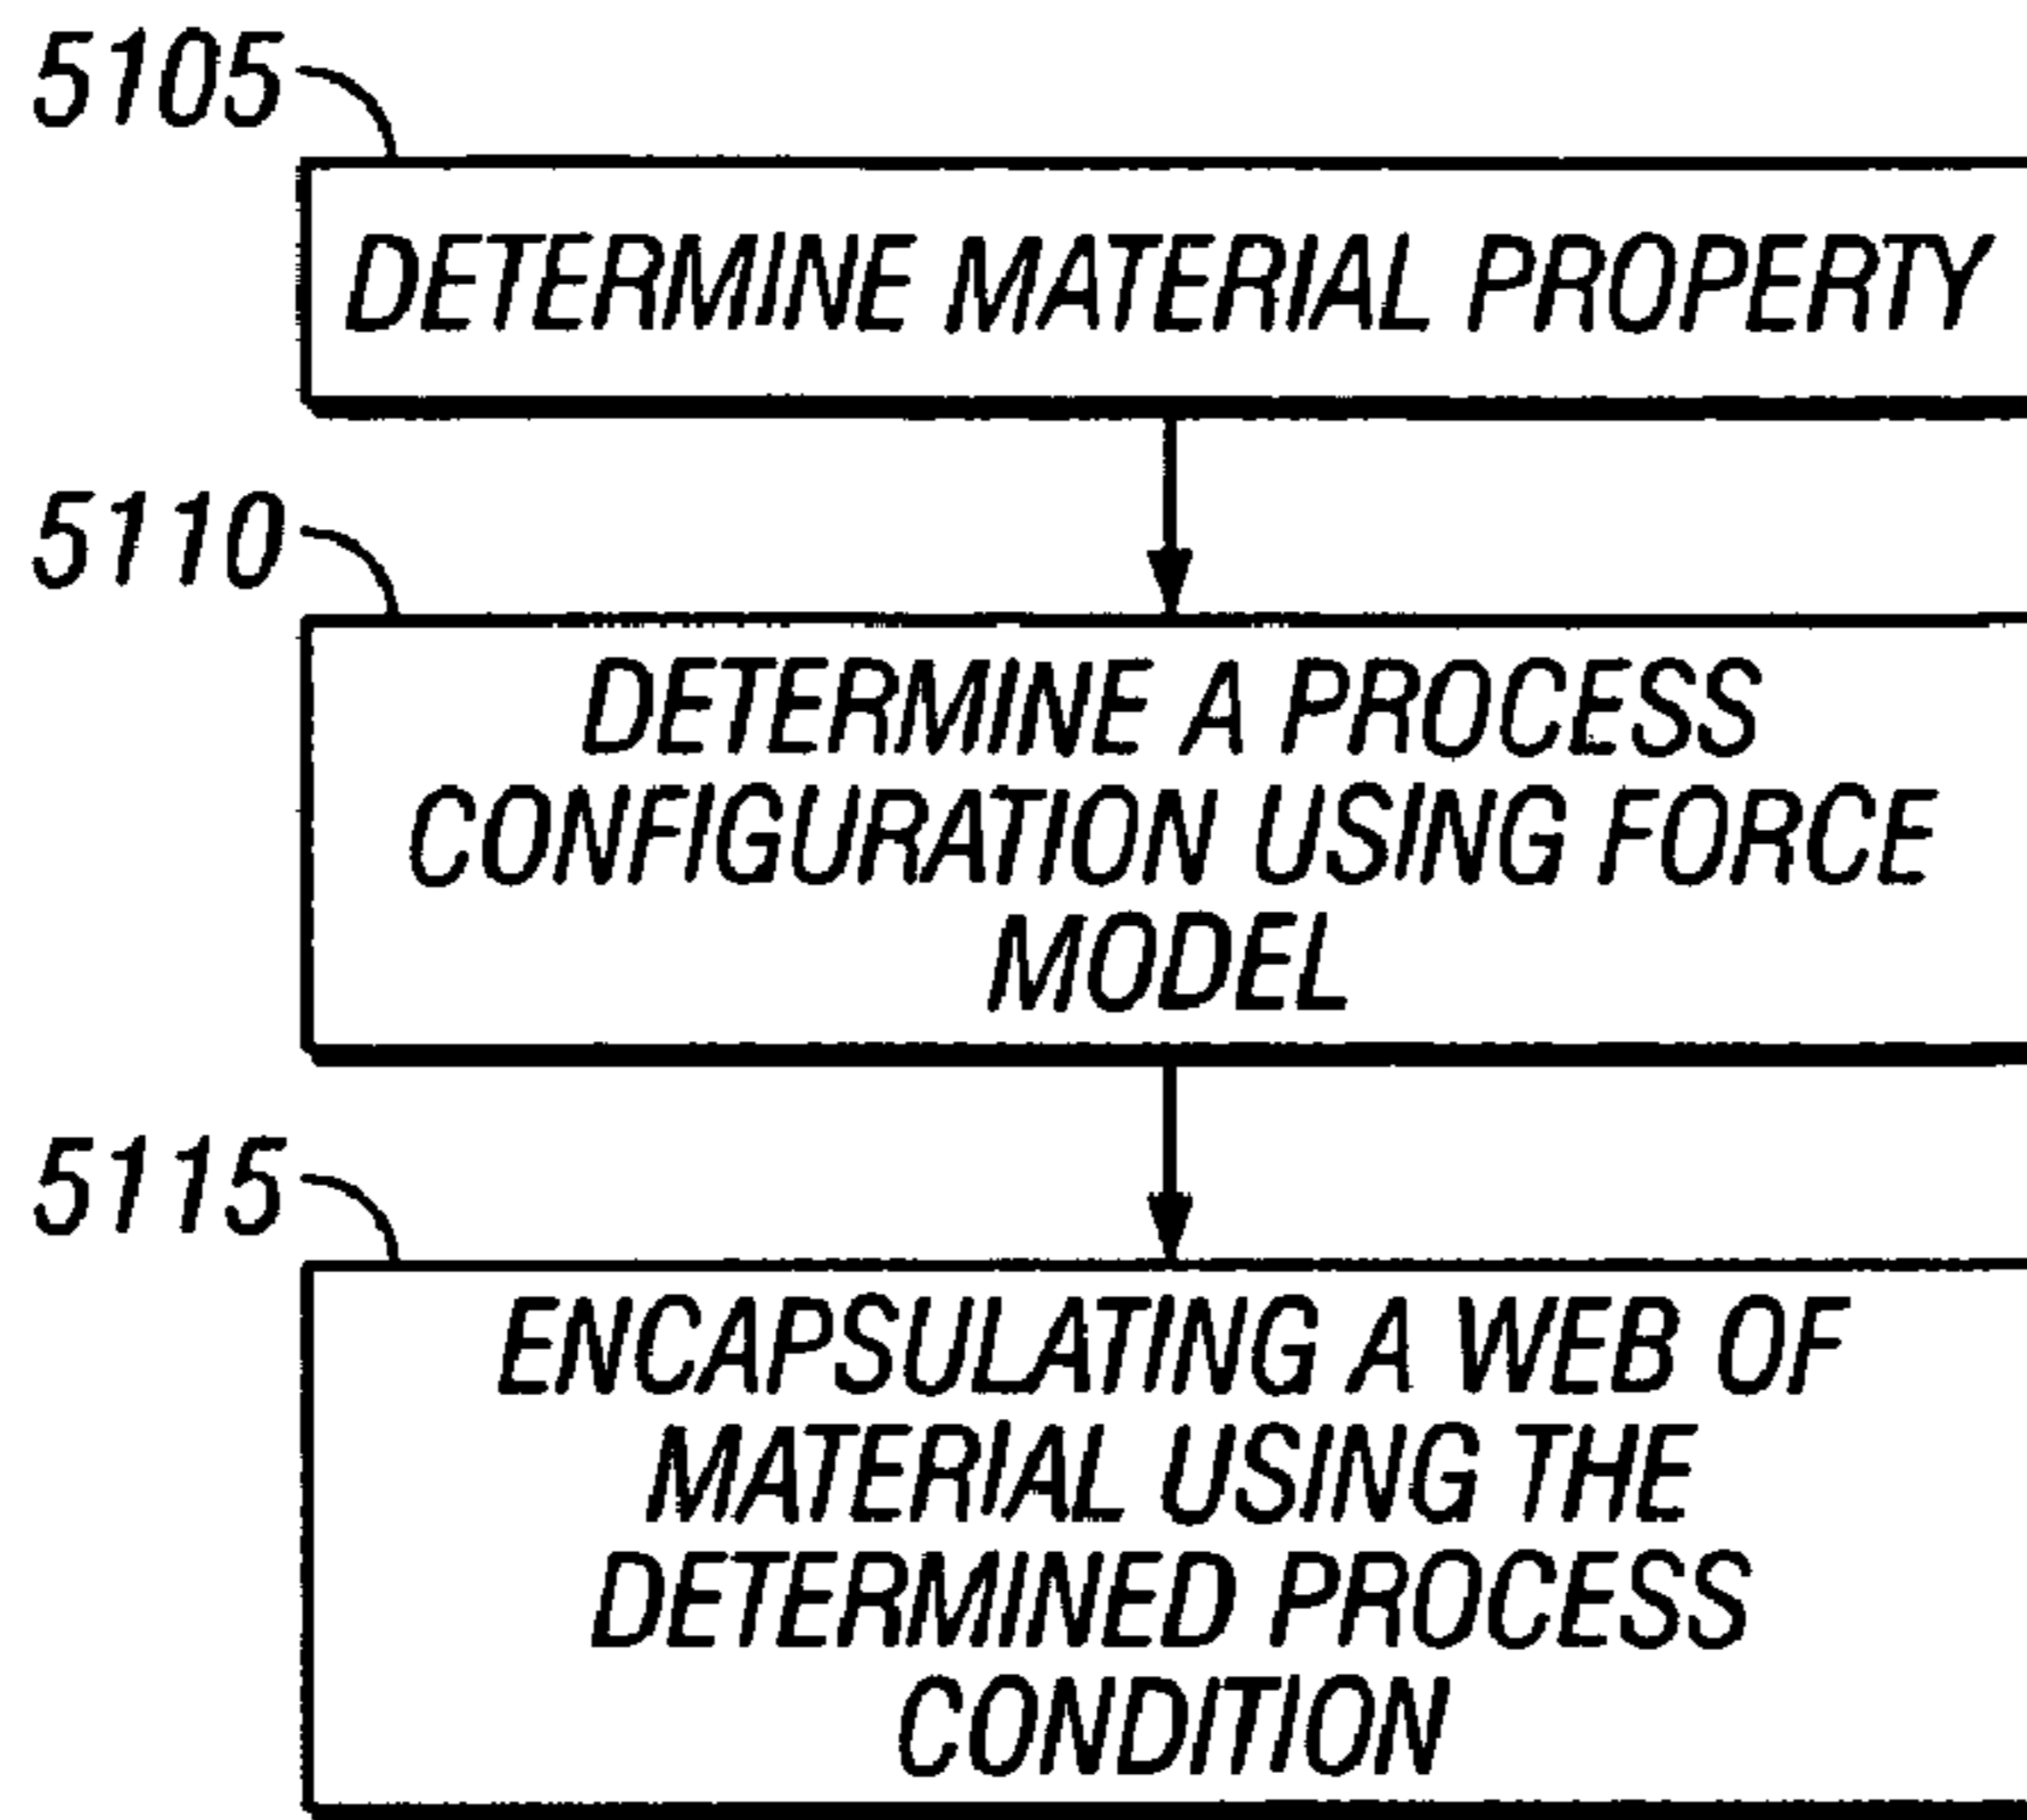 5105
DETERMINE MATERIAL PROPERTY
5110
DETERMINE A PROCESS
CONFIGURATION USING FORCE
MODEL
5115
ENCAPSULATING A WEB OF
MATERIAL USING THE
DETERMINED PROCESS
CONDITION